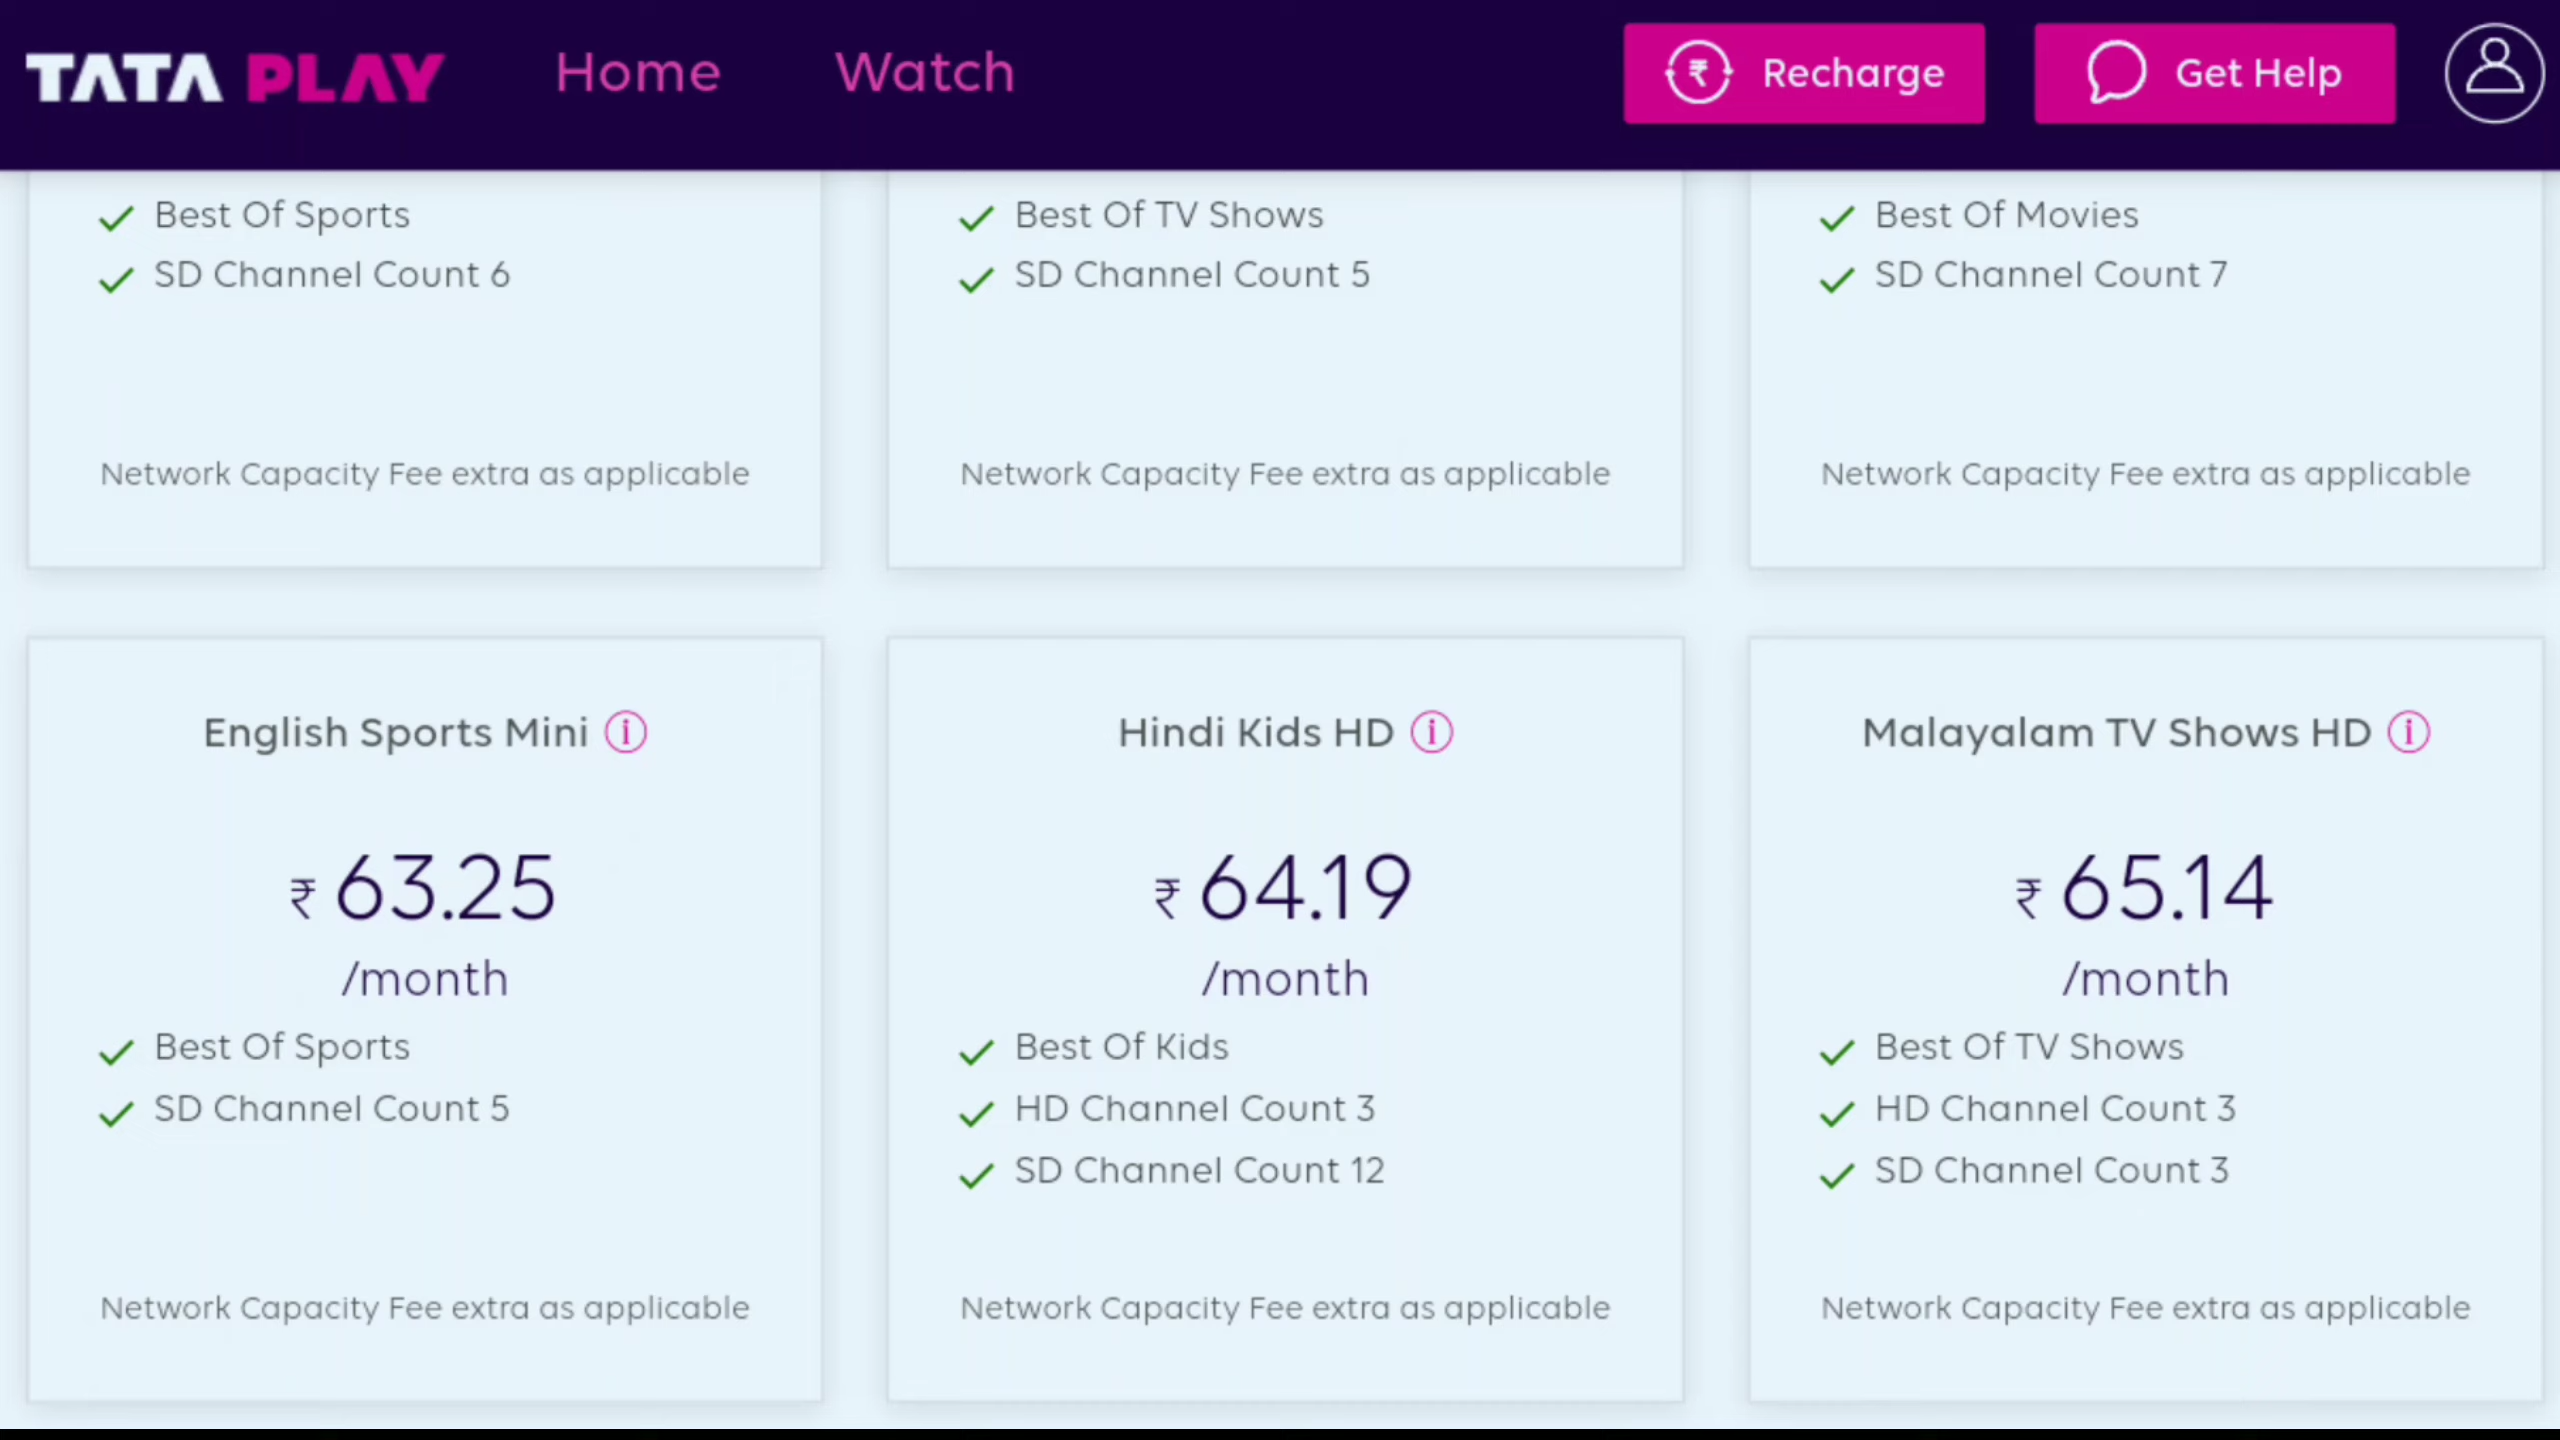 TATA PLAY Home Watch Recharge Get Help
Best Of Sports
SD Channel Count 6
Network Capacity Fee extra as applicable
Best Of TV Shows
SD Channel Count 5
Network Capacity Fee extra as applicable
Best Of Movies
SD Channel Count 7
Network Capacity Fee extra as applicable
English Sports Mini
₹ 63.25
/month
Best Of Sports
SD Channel Count 5
Network Capacity Fee extra as applicable
Hindi Kids HD
₹ 64.19
/month
Best Of Kids
HD Channel Count 3
SD Channel Count 12
Network Capacity Fee extra as applicable
Malayalam TV Shows HD
₹ 65.14
/month
Best Of TV Shows
HD Channel Count 3
SD Channel Count 3
Network Capacity Fee extra as applicable